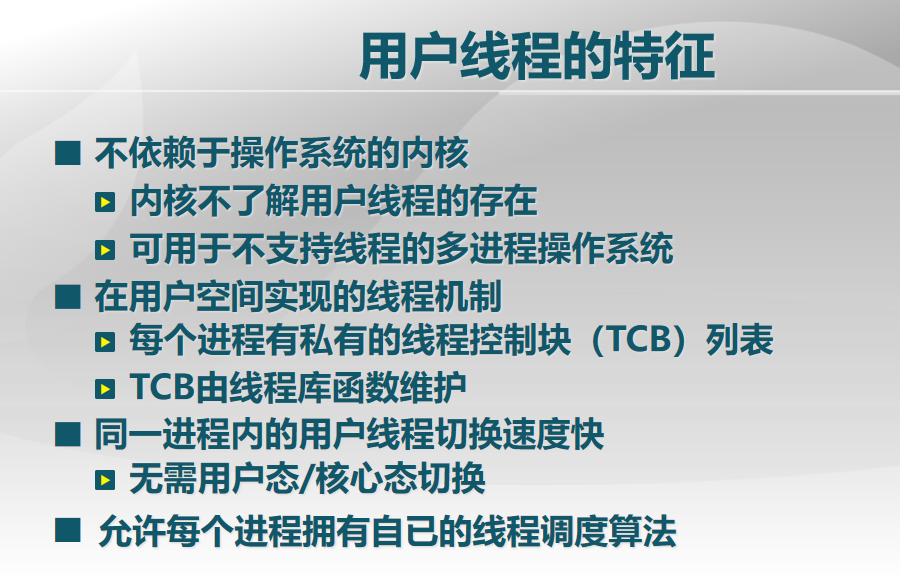 用户线程的特征
不依赖于操作系统的内核
内核不了解用户线程的存在
可用于不支持线程的多进程操作系统
在用户空间实现的线程机制
每个进程有私有的线程控制块（TCB）列表
TCB由线程库函数维护
同一进程内的用户线程切换速度快
无需用户态/核心态切换
允许每个进程拥有自已的线程调度算法